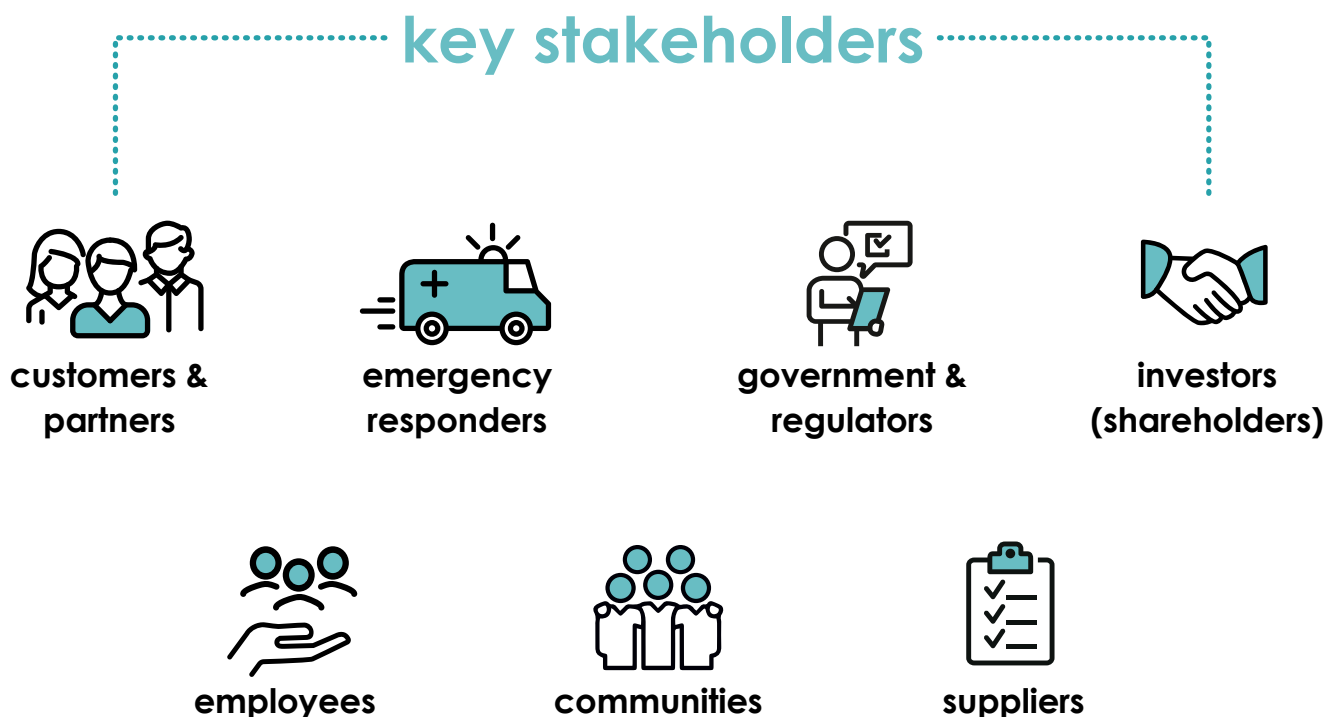 key stakeholders
customers &
partners
emergency
responders
government &
regulators
investors
(shareholders)
employees
communities
suppliers